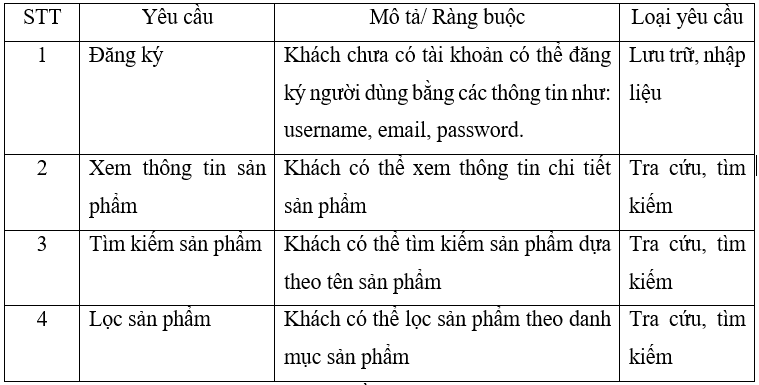 STT Yêu cầu Mô tả/ Ràng buộc Loại yêu cầu
1 Đăng ký Khách chưa có tài khoản có thể đăng Lưu trữ, nhập
ký người dùng bằng các thông tin như: liệu
username, email, password.
2 Xem thông tin sản Khách có thể xem thông tin chi tiết Tra cứu, tìm
phẩm sản phẩm kiếm
3 Tìm kiếm sản phẩm Khách có thể tìm kiếm sản phẩm dựa Tra cứu, tìm
theo tên sản phẩm kiếm
4 Lọc sản phẩm Khách có thể lọc sản phẩm theo danh Tra cứu, tìm
mục sản phẩm kiếm